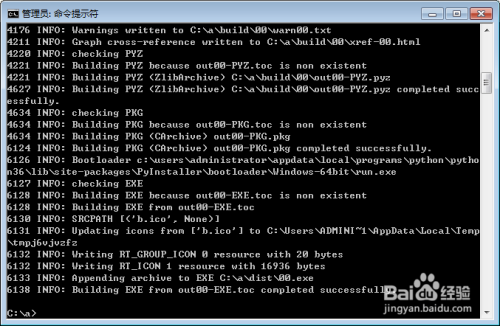 管理员: 命令提示符
4176 INFO: Warnings written to C:\a\build\00\warn00.txt
4211 INFO: Graph cross-reference written to C:\a\build\00\xref-00.html
4220 INFO: checking PYZ
4221 INFO: Building PYZ because out00-PYZ.toc is non existent
4221 INFO: Building PYZ (ZlibArchive) C:\a\build\00\out00-PYZ.pyz
4627 INFO: Building PYZ (ZlibArchive) C:\a\build\00\out00-PYZ.pyz completed succ
essfully.
4634 INFO: checking PKG
4634 INFO: Building PKG because out00-PKG.toc is non existent
4634 INFO: Building PKG (CArchive) out00-PKG.pkg
6124 INFO: Building PKG (CArchive) out00-PKG.pkg completed successfully.
6126 INFO: Bootloader c:\users\administrator\appdata\local\programs\python\pytho
n36\lib\site-packages\PyInstaller\bootloader\Windows-64bit\run.exe
6127 INFO: checking EXE
6128 INFO: Building EXE because out00-EXE.toc is non existent
6128 INFO: Building EXE from out00-EXE.toc
6130 INFO: SRCPATH [('b.ico', None)]
6131 INFO: Updating icons from ['b.ico'] to C:\Users\ADMINI~1\AppData\Local\Temp
\tmpj6vjvzfz
6132 INFO: Writing RT_GROUP_ICON 0 resource with 20 bytes
6132 INFO: Writing RT_ICON 1 resource with 16936 bytes
6133 INFO: Appending archive to EXE C:\a\dist\00.exe
6138 INFO: Building EXE from out00-EXE.toc completed successfully.
C:\a>
Baidu 百度经验
jingyan.baidu.com